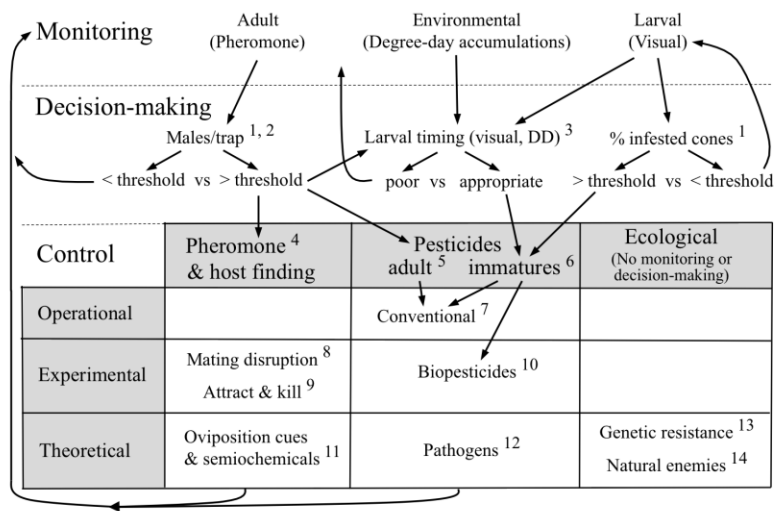 Monitoring
Adult
(Pheromone)
Environmental
(Degree-day accumulations)
Larval
(Visual)
Decision-making
Males/trap 1, 2
Larval timing (visual, DD) 3
% infested cones 1
< threshold vs > threshold
poor vs appropriate
> threshold vs < threshold
Control
Pheromone 4
& host finding
Pesticides
adult 5 immatures 6
Ecological
(No monitoring or
decision-making)
Operational
Conventional 7
Experimental
Mating disruption 8
Attract & kill 9
Biopesticides 10
Theoretical
Oviposition cues
& semiochemicals 11
Pathogens 12
Genetic resistance 13
Natural enemies 14